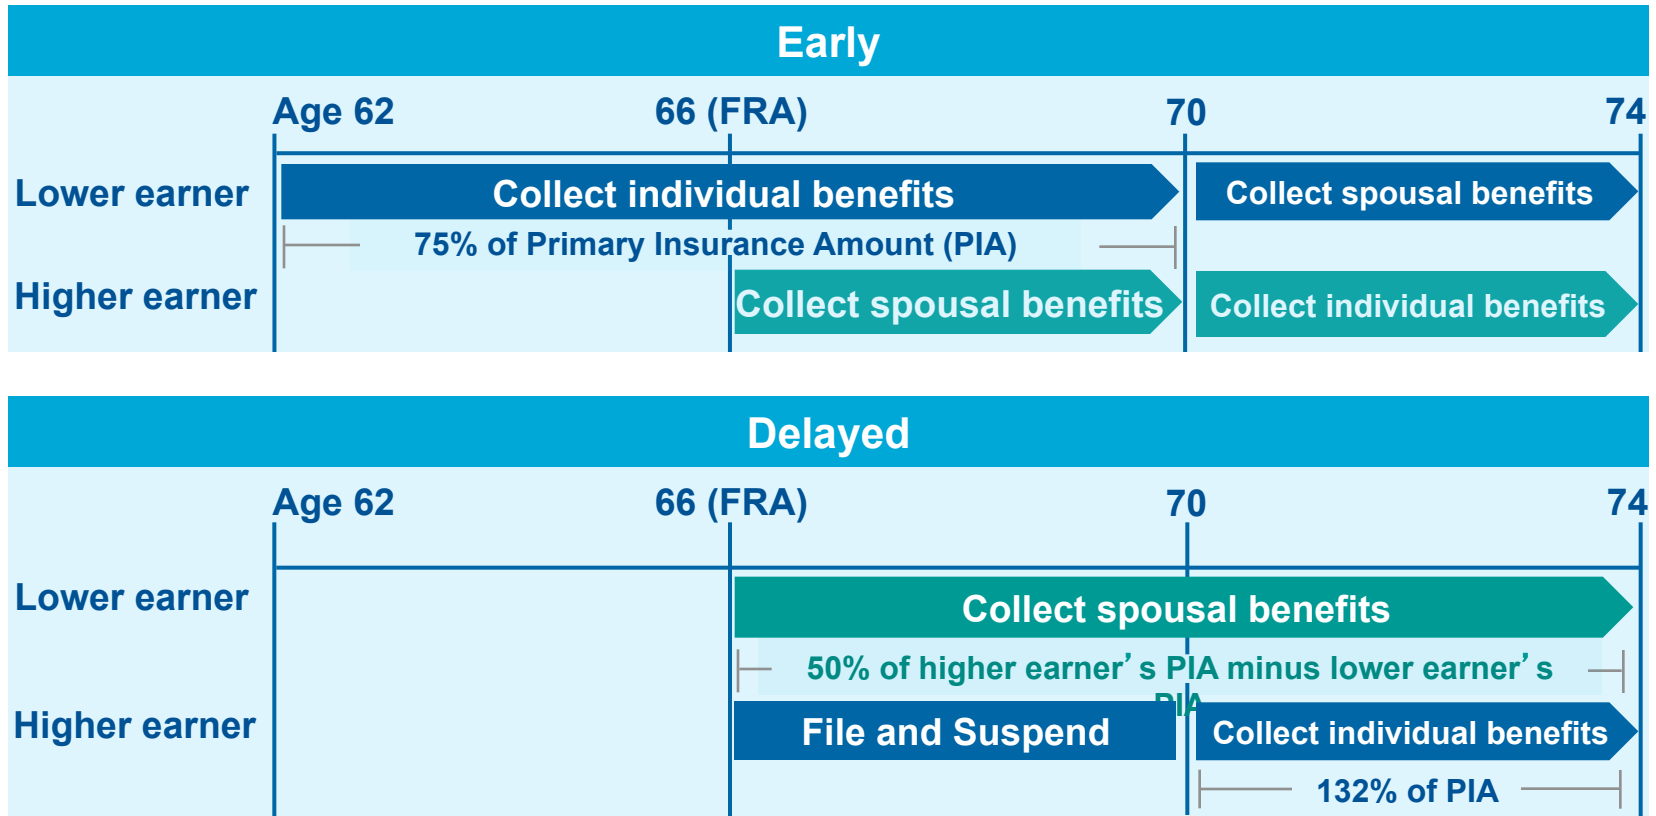 Early
Age 62 66 (FRA) 70 74
Lower earner Collect individual benefits Collect spousal benefits
75% of Primary Insurance Amount (PIA)
Higher earner Collect spousal benefits Collect individual benefits
Delayed
Age 62 66 (FRA) 70 74
Lower earner Collect spousal benefits
50% of higher earner’s PIA minus lower earner’s
PIA
Higher earner File and Suspend Collect individual benefits
132% of PIA